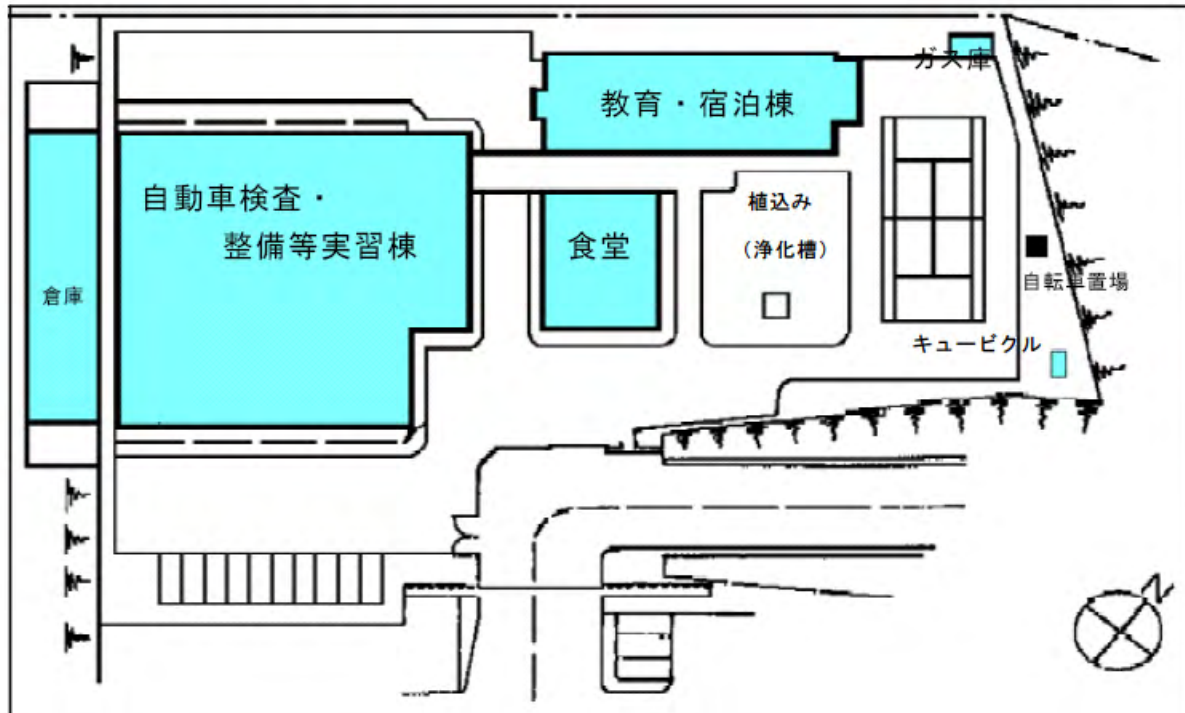 ガス庫
教育・宿泊棟
自動車検査・
整備等実習棟
植込み
(浄化槽)
食堂
倉庫
自転車置場
キュービクル
N